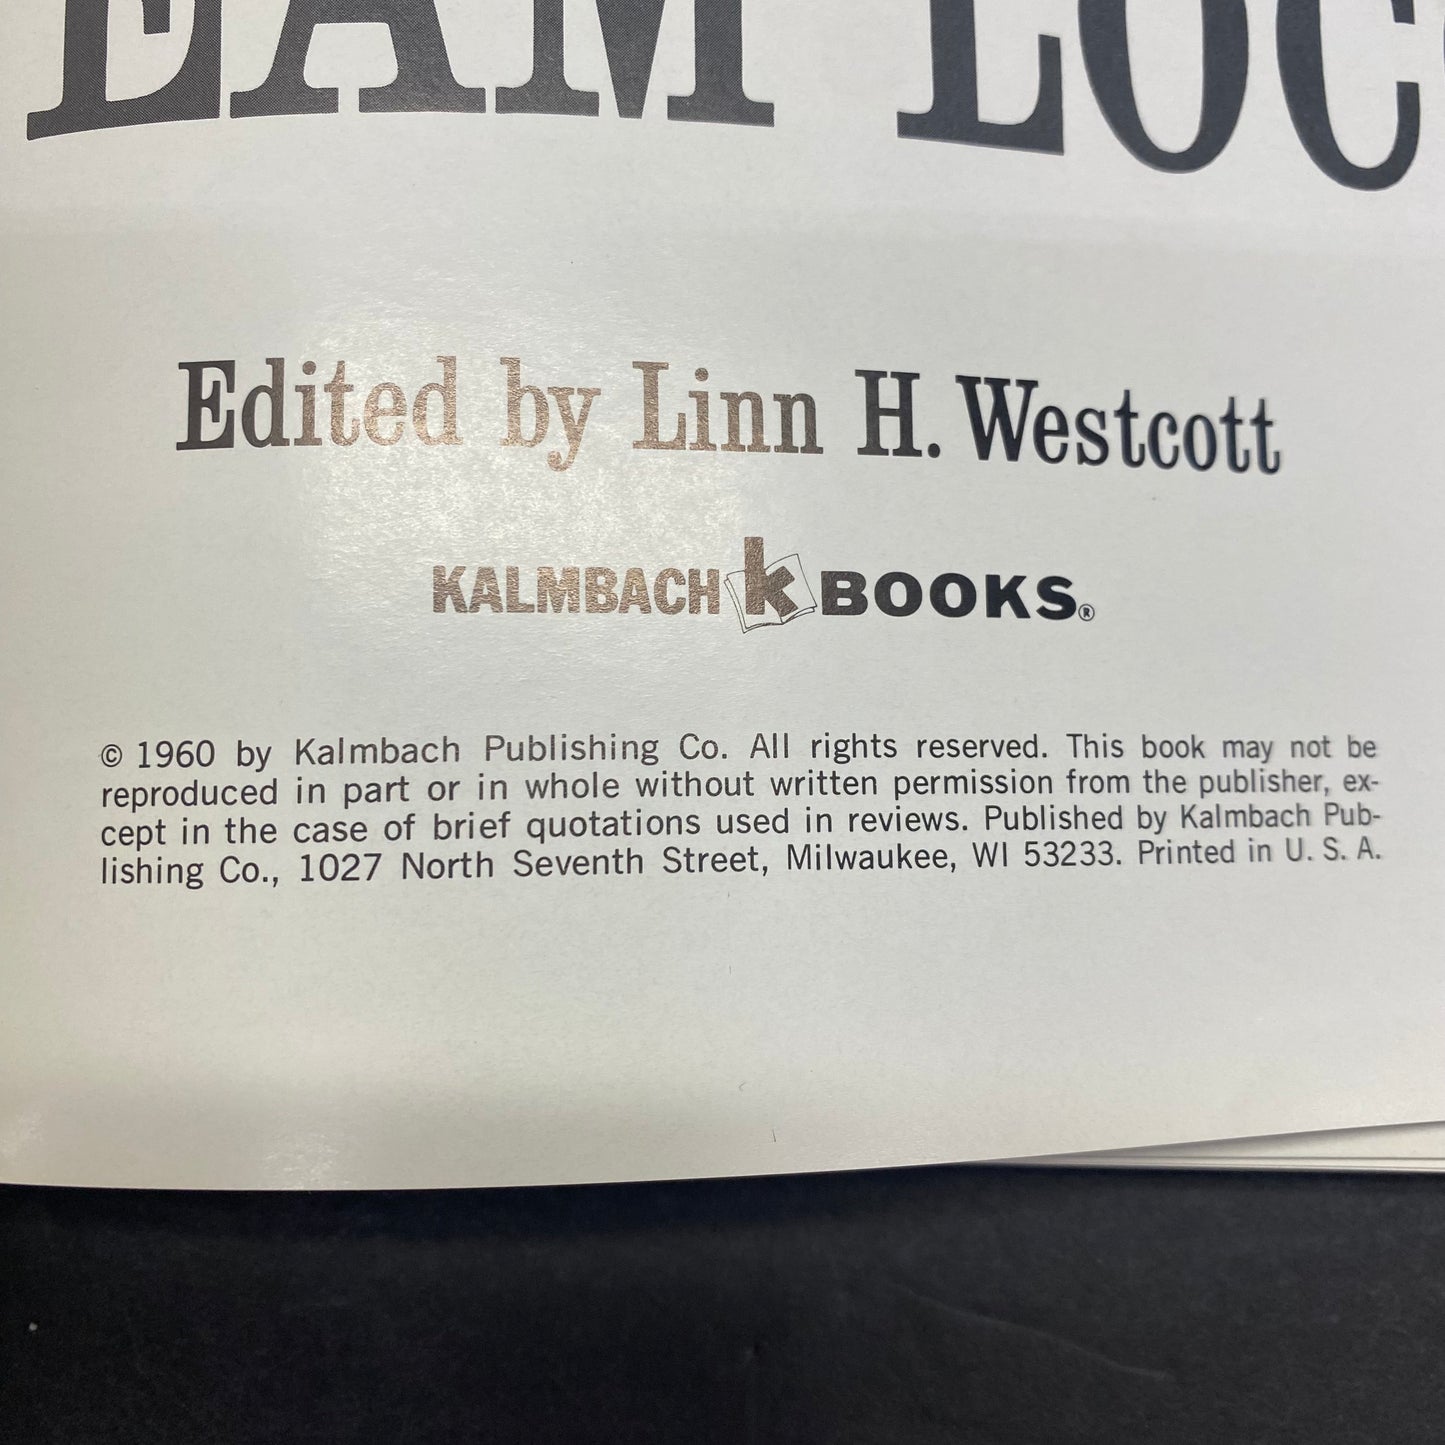 EAM LOC
Edited by Linn H. Westcott
KALMBACH k BOOKS®
© 1960 by Kalmbach Publishing Co. All rights reserved. This book may not be
reproduced in part or in whole without written permission from the publisher, ex-
cept in the case of brief quotations used in reviews. Published by Kalmbach Pub-
lishing Co., 1027 North Seventh Street, Milwaukee, WI 53233. Printed in U. S. A.